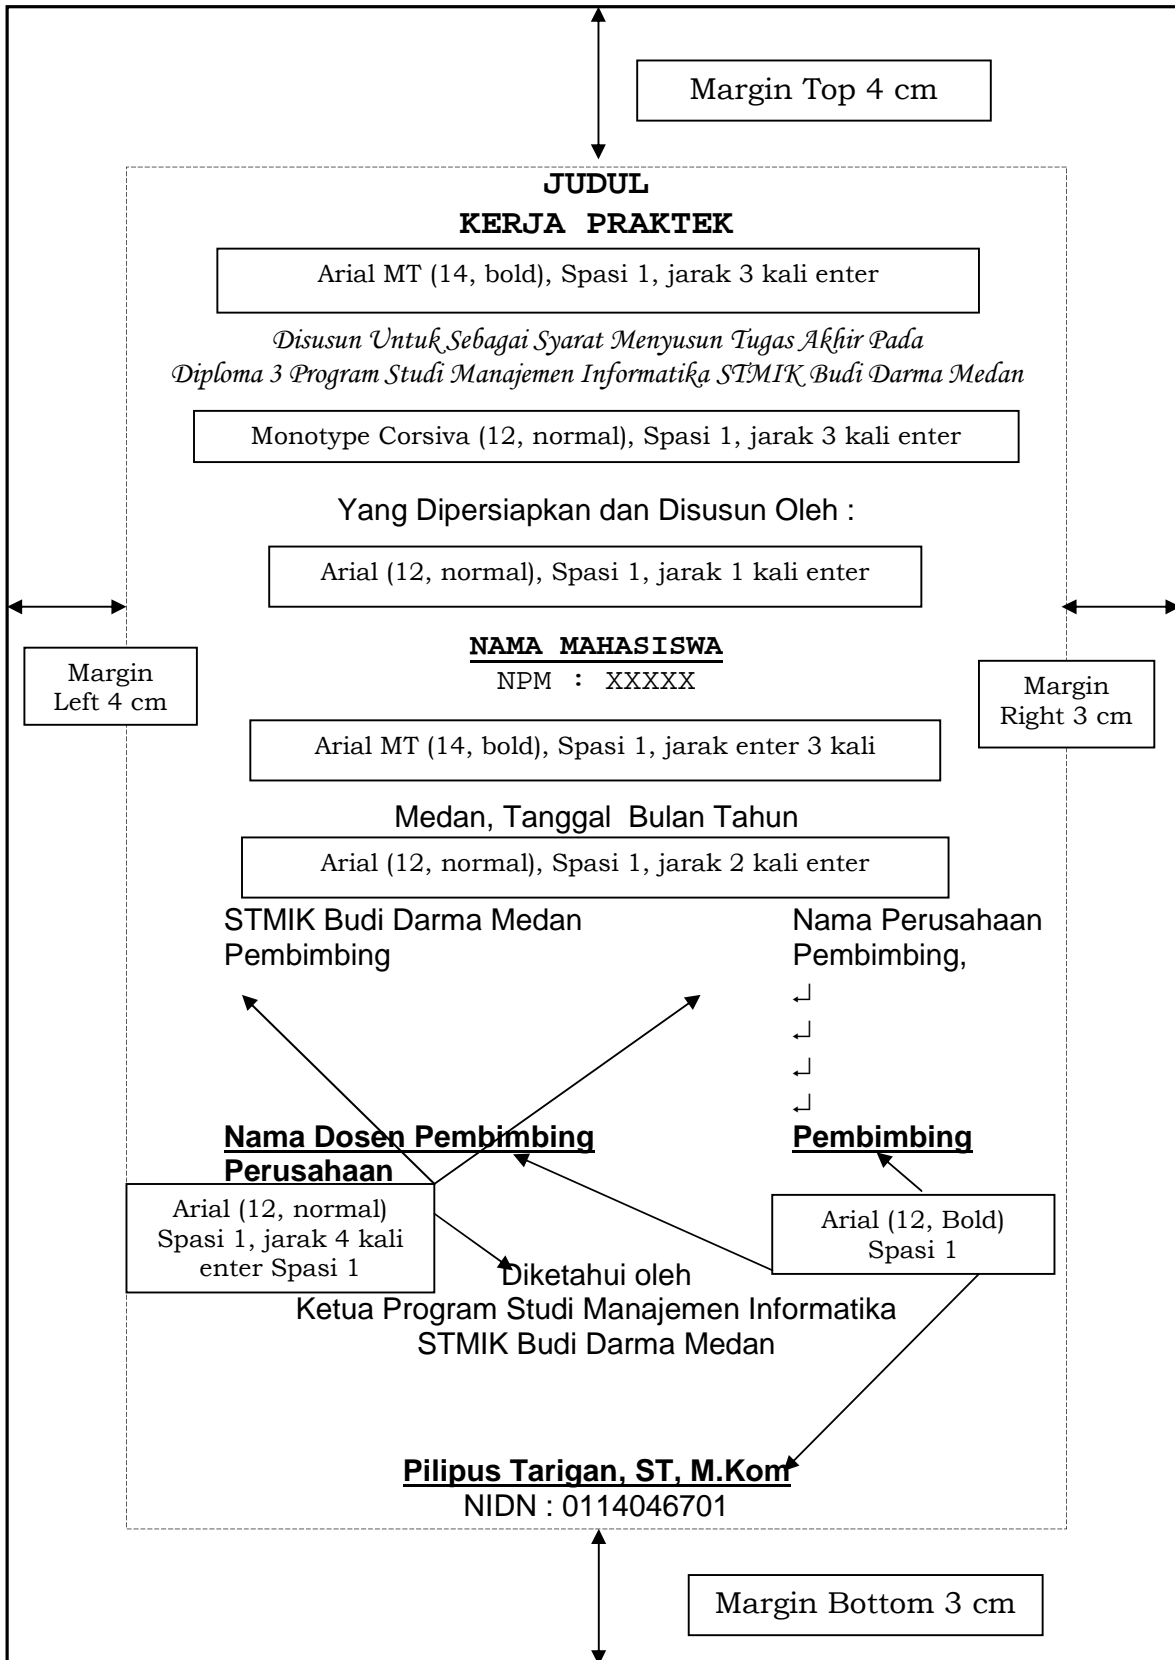 Margin Top 4 cm
JUDUL
KERJA PRAKTEK
Arial MT (14, bold), Spasi 1, jarak 3 kali enter
Disusun Untuk Sebagai Syarat Menyusun Tugas Akhir Pada
Diploma 3 Program Studi Manajemen Informatika STMIK Budi Darma Medan
Monotype Corsiva (12, normal), Spasi 1, jarak 3 kali enter
Yang Dipersiapkan dan Disusun Oleh :
Arial (12, normal), Spasi 1, jarak 1 kali enter
NAMA MAHASISWA
NPM : XXXXX
Margin
Left 4 cm
Margin
Right 3 cm
Arial MT (14, bold), Spasi 1, jarak enter 3 kali
Medan, Tanggal  Bulan Tahun
Arial (12, normal), Spasi 1, jarak 2 kali enter
STMIK Budi Darma Medan
Pembimbing
Nama Perusahaan
Pembimbing,
↵
↵
↵
↵
Nama Dosen Pembimbing
Pembimbing
Perusahaan
Arial (12, normal)
Spasi 1, jarak 4 kali
enter Spasi 1
Arial (12, Bold)
Spasi 1
Diketahui oleh
Ketua Program Studi Manajemen Informatika
STMIK Budi Darma Medan
Pilipus Tarigan, ST, M.Kom
NIDN : 0114046701
Margin Bottom 3 cm